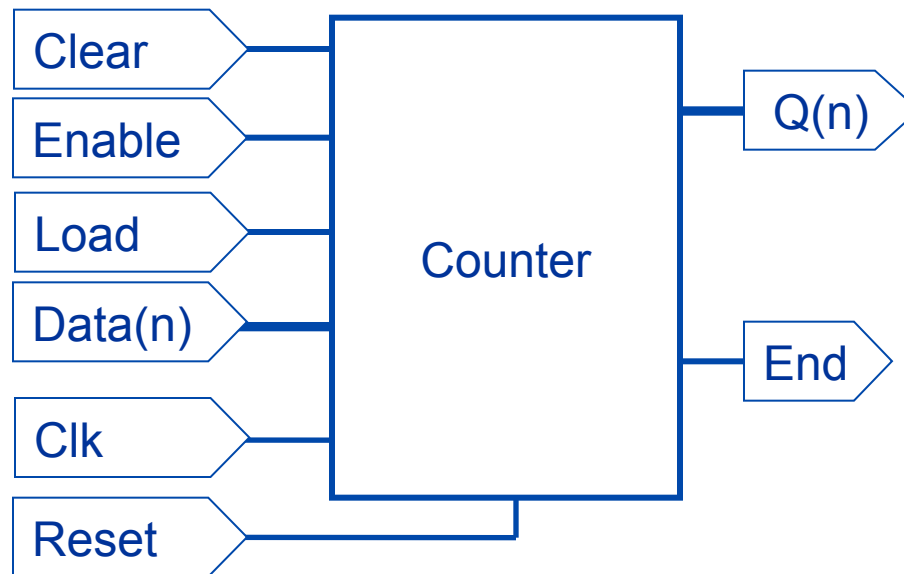 Clear
Enable
Load
Data(n)
Clk
Reset
Counter
Q(n)
End